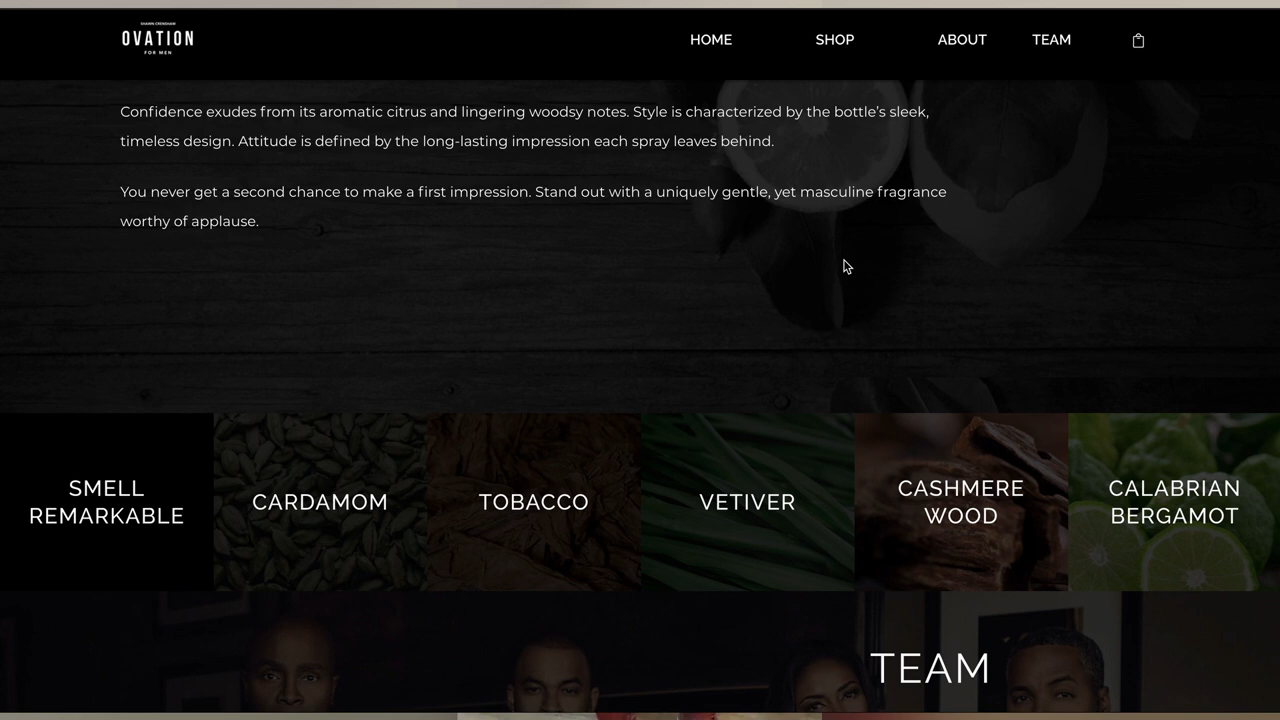 SHAWN CRENSHAW
OVATION
FOR MEN
HOME SHOP ABOUT TEAM
Confidence exudes from its aromatic citrus and lingering woodsy notes. Style is characterized by the bottle’s sleek,
timeless design. Attitude is defined by the long-lasting impression each spray leaves behind.
You never get a second chance to make a first impression. Stand out with a uniquely gentle, yet masculine fragrance
worthy of applause.
SMELL
REMARKABLE
CARDAMOM
TOBACCO
VETIVER
CASHMERE
WOOD
CALABRIAN
BERGAMOT
TEAM